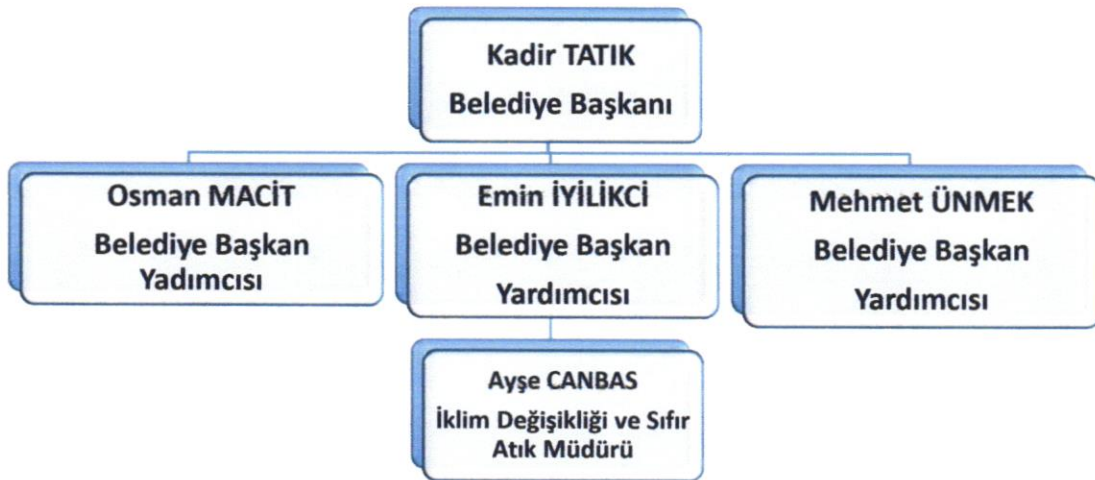 Kadir TATIK
Belediye Başkanı
Osman MACİT
Belediye Başkan
Yadımcısı
Emin İYİLİKCİ
Belediye Başkan
Yardımcısı
Mehmet ÜNMEK
Belediye Başkan
Yardımcısı
Ayşe CANBAS
İklim Değişikliği ve Sıfır
Atık Müdürü